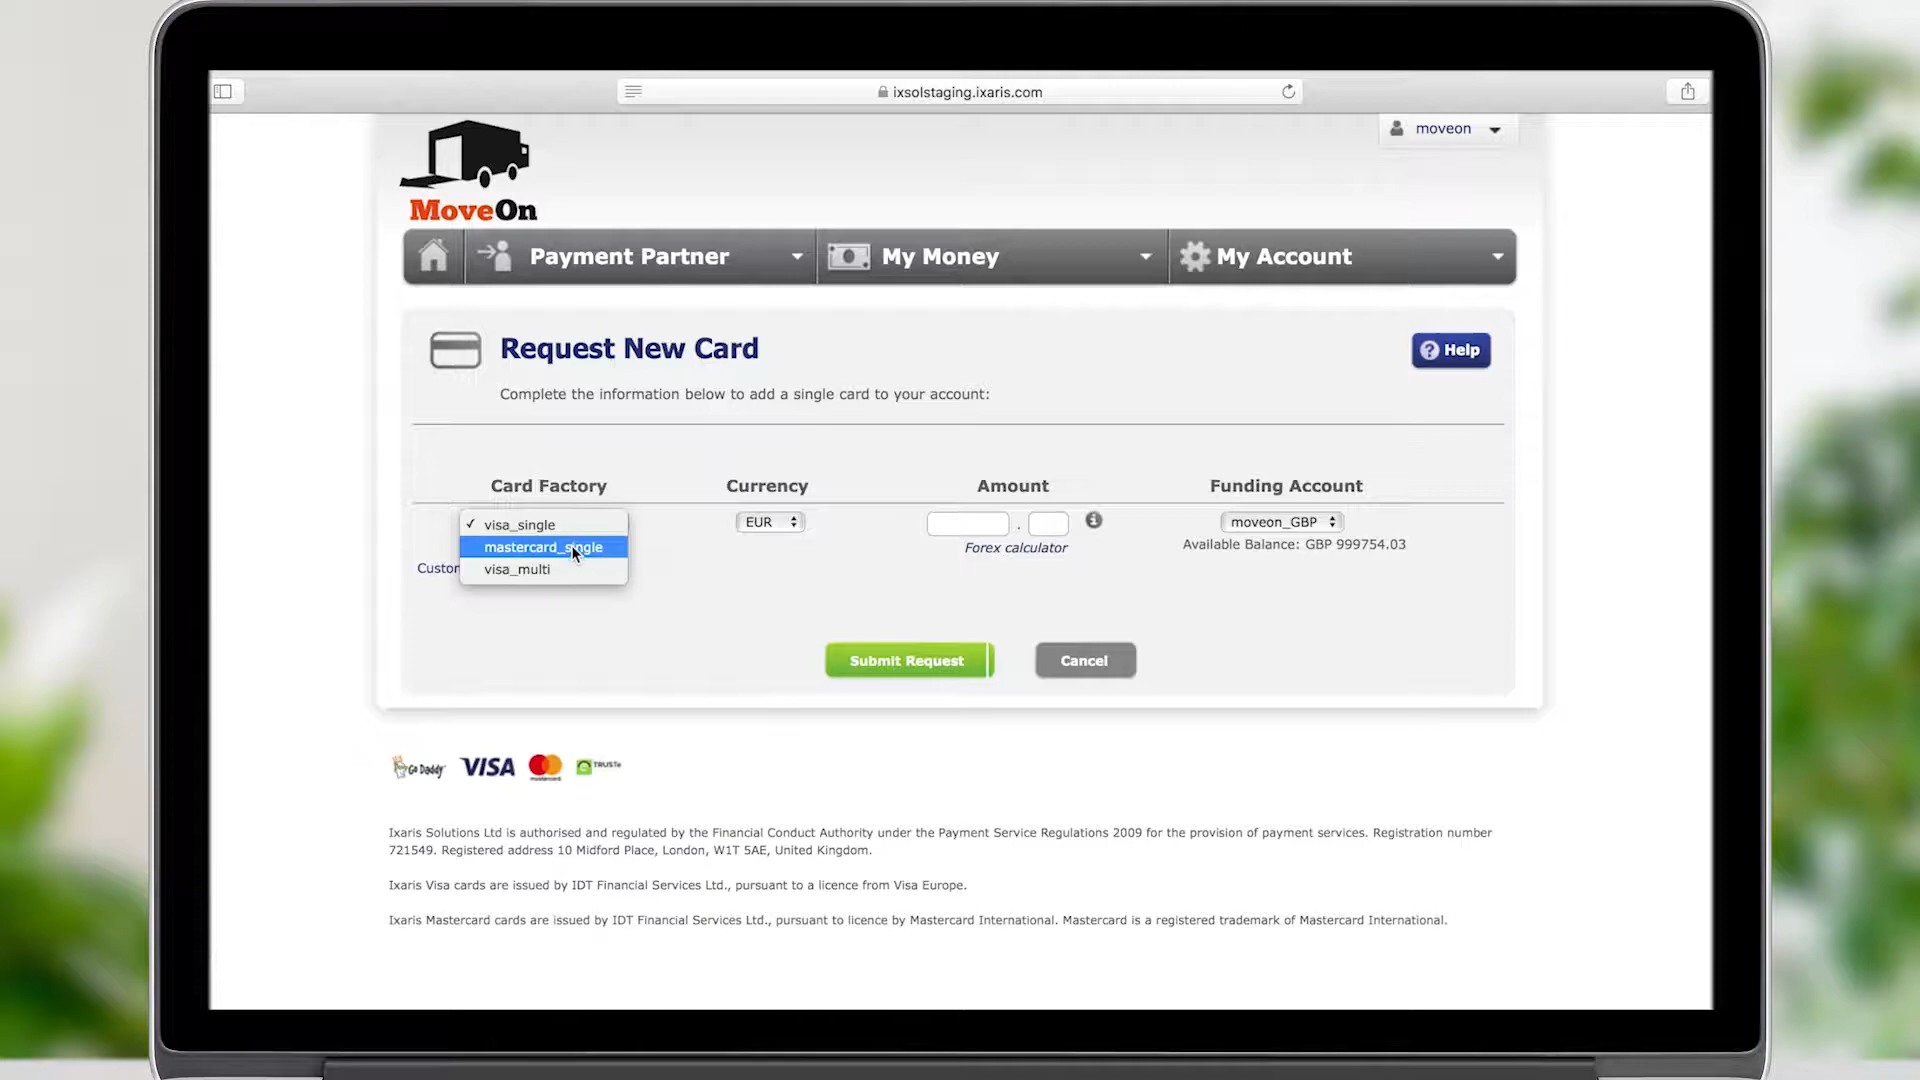 ixsolstaging.ixaris.com
moveon
MoveOn
Payment Partner
My Money
My Account
Request New Card
Help
Complete the information below to add a single card to your account:
Card Factory
Currency
Amount
Funding Account
✓ visa_single
EUR
.
moveon_GBP
mastercard_single
Forex calculator
Available Balance: GBP 999754.03
visa_multi
Submit Request
Cancel
Go Daddy
VISA
mastercard
TRUSTe
Ixaris Solutions Ltd is authorised and regulated by the Financial Conduct Authority under the Payment Service Regulations 2009 for the provision of payment services. Registration number
721549. Registered address 10 Midford Place, London, W1T 5AE, United Kingdom.
Ixaris Visa cards are issued by IDT Financial Services Ltd., pursuant to a licence from Visa Europe.
Ixaris Mastercard cards are issued by IDT Financial Services Ltd., pursuant to licence by Mastercard International. Mastercard is a registered trademark of Mastercard International.